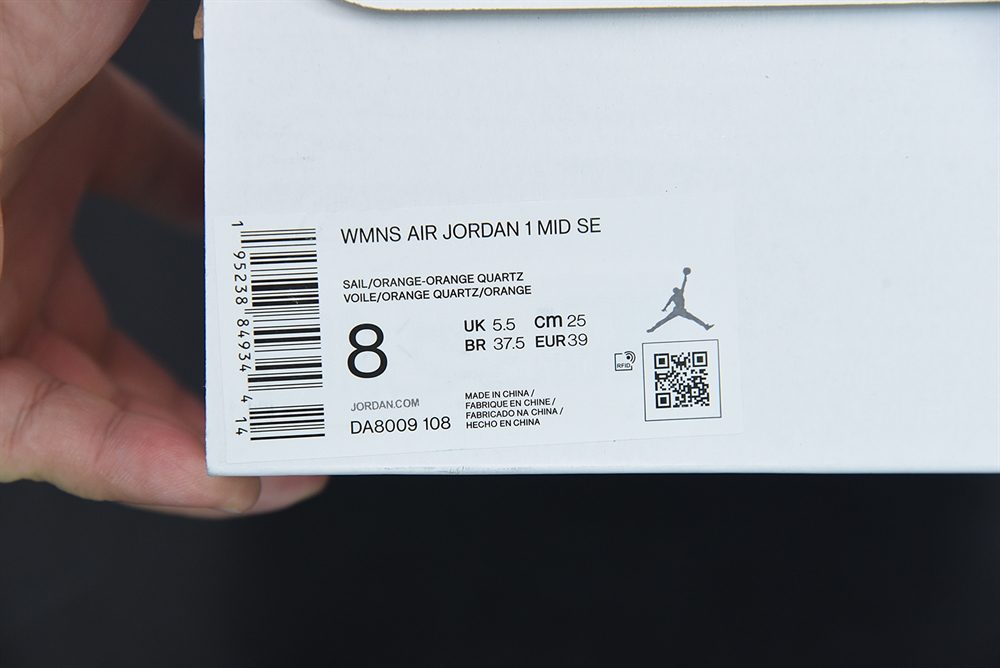 WMNS AIR JORDAN 1 MID SE
SAIL/ORANGE-ORANGE QUARTZ
VOILE/ORANGE QUARTZ/ORANGE
8
UK 5.5 cm 25
BR 37.5 EUR 39
RFID
JORDAN.COM
DA8009 108
MADE IN CHINA /
FABRIQUE EN CHINE /
FABRICADO NA CHINA /
HECHO EN CHINA
1 95238 84934 4 14